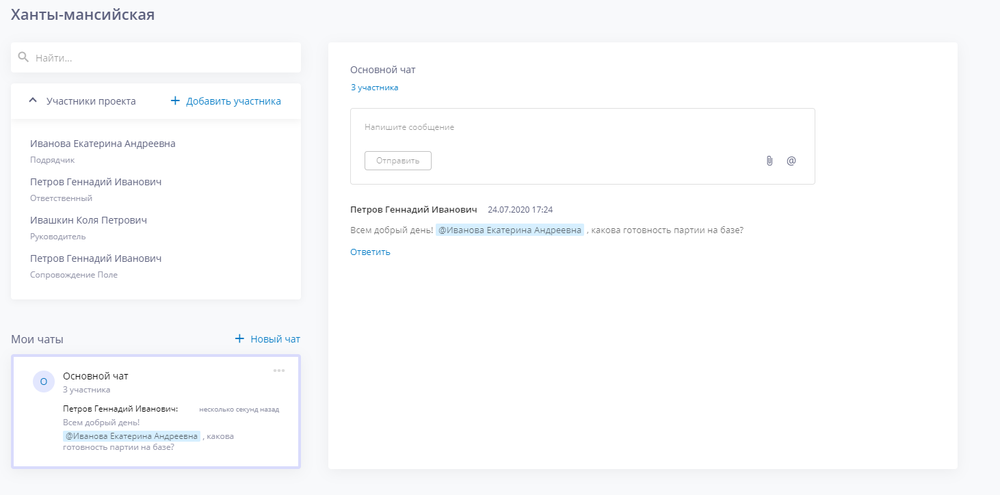 Ханты-мансийская
Найти...
Участники проекта
+ Добавить участника
Иванова Екатерина Андреевна
Подрядчик
Петров Геннадий Иванович
Ответственный
Ивашкин Коля Петрович
Руководитель
Петров Геннадий Иванович
Сопровождение Поле
Мои чаты
+ Новый чат
О
Основной чат
3 участника
Петров Геннадий Иванович:
несколько секунд назад
Всем добрый день!
@Иванова Екатерина Андреевна , какова
готовность партии на базе?
Основной чат
3 участника
Напишите сообщение
Отправить
@
Петров Геннадий Иванович 24.07.2020 17:24
Всем добрый день! @Иванова Екатерина Андреевна , какова готовность партии на базе?
Ответить